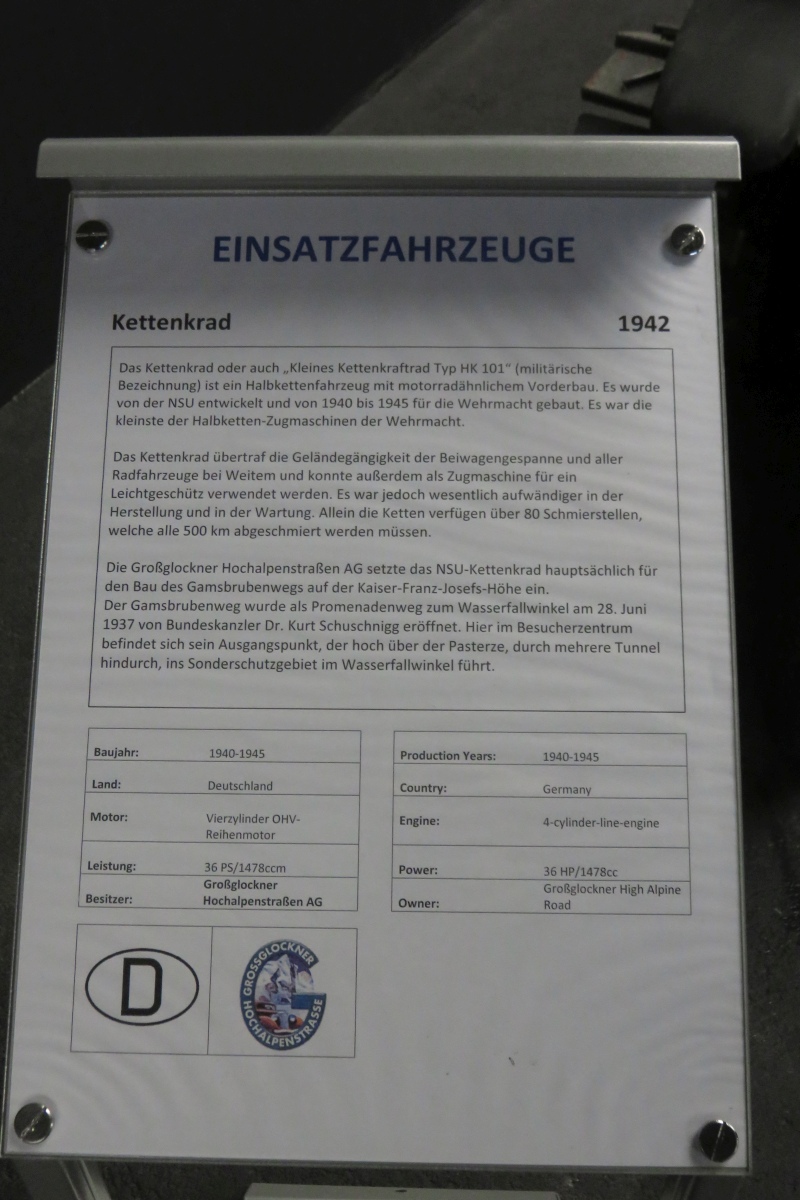 EINSATZFAHRZEUGE
Kettenkrad 1942
Das Kettenkrad oder auch „Kleines Kettenkraftrad Typ HK 101“ (militärische
Bezeichnung) ist ein Halbkettenfahrzeug mit motorradähnlichem Vorderbau. Es wurde
von der NSU entwickelt und von 1940 bis 1945 für die Wehrmacht gebaut. Es war die
kleinste der Halbketten-Zugmaschinen der Wehrmacht.
Das Kettenkrad übertraf die Geländegängigkeit der Beiwagengespanne und aller
Radfahrzeuge bei Weitem und konnte außerdem als Zugmaschine für ein
Leichtgeschütz verwendet werden. Es war jedoch wesentlich aufwändiger in der
Herstellung und in der Wartung. Allein die Ketten verfügen über 80 Schmierstellen,
welche alle 500 km abgeschmiert werden müssen.
Die Großglockner Hochalpenstraßen AG setzte das NSU-Kettenkrad hauptsächlich für
den Bau des Gamsbrubenwegs auf der Kaiser-Franz-Josefs-Höhe ein.
Der Gamsbrubenweg wurde als Promenadenweg zum Wasserfallwinkel am 28. Juni
1937 von Bundeskanzler Dr. Kurt Schuschnigg eröffnet. Hier im Besucherzentrum
befindet sich sein Ausgangspunkt, der hoch über der Pasterze, durch mehrere Tunnel
hindurch, ins Sonderschutzgebiet im Wasserfallwinkel führt.
Baujahr: 1940-1945
Land: Deutschland
Motor: Vierzylinder OHV-
Reihenmotor
Leistung: 36 PS/1478ccm
Großglockner
Besitzer: Hochalpenstraßen AG
Production Years: 1940-1945
Country: Germany
Engine: 4-cylinder-line-engine
Power: 36 HP/1478cc
Großglockner High Alpine
Owner: Road
D
GROSSGLOCKNER
HOCHALPENSTRASSE